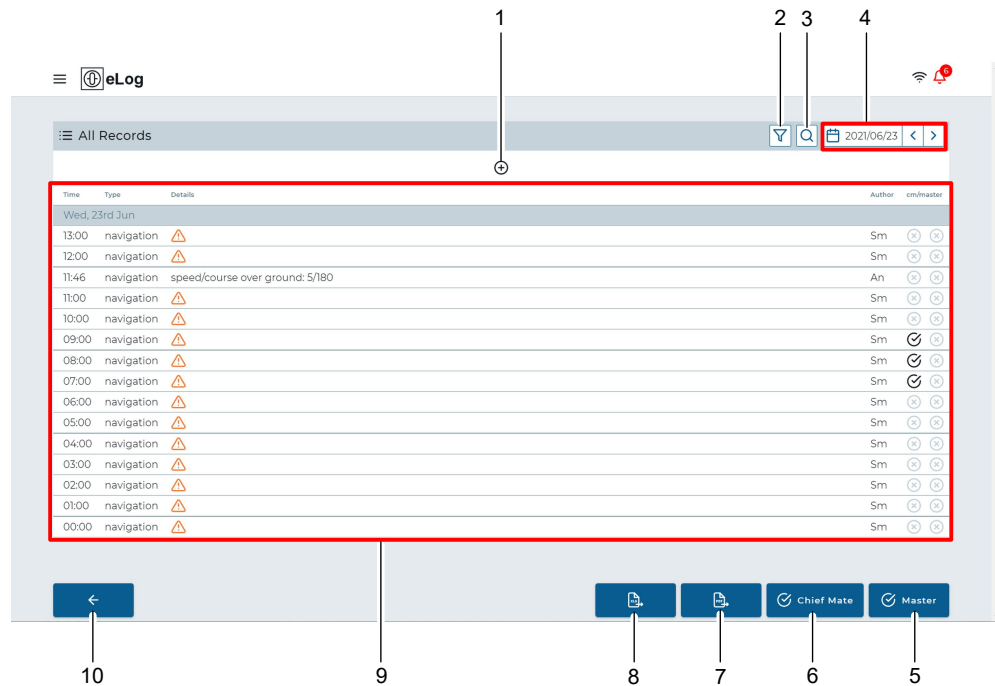 1 2 3 4
eLog
6
All Records
2021/06/23
Time Type Details Author cm/master
Wed, 23rd Jun
13:00 navigation Sm
12:00 navigation Sm
11:46 navigation speed/course over ground: 5/180 An
11:00 navigation Sm
10:00 navigation Sm
09:00 navigation Sm
08:00 navigation Sm
07:00 navigation Sm
06:00 navigation Sm
05:00 navigation Sm
04:00 navigation Sm
03:00 navigation Sm
02:00 navigation Sm
01:00 navigation Sm
00:00 navigation Sm
Chief Mate Master
10 9 8 7 6 5